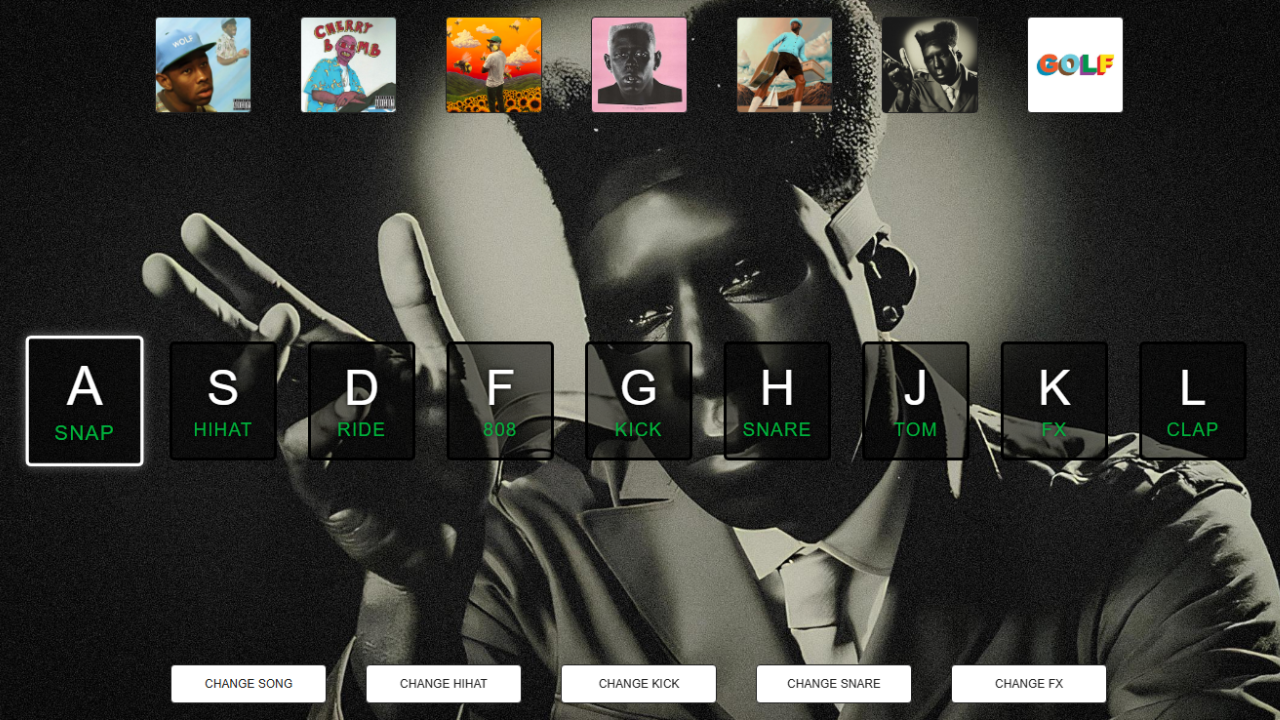 WOLF
CHERRY
BOMB
GOLF
A
SNAP
S
HIHAT
D
RIDE
F
808
G
KICK
H
SNARE
J
TOM
K
FX
L
CLAP
CHANGE SONG
CHANGE HIHAT
CHANGE KICK
CHANGE SNARE
CHANGE FX